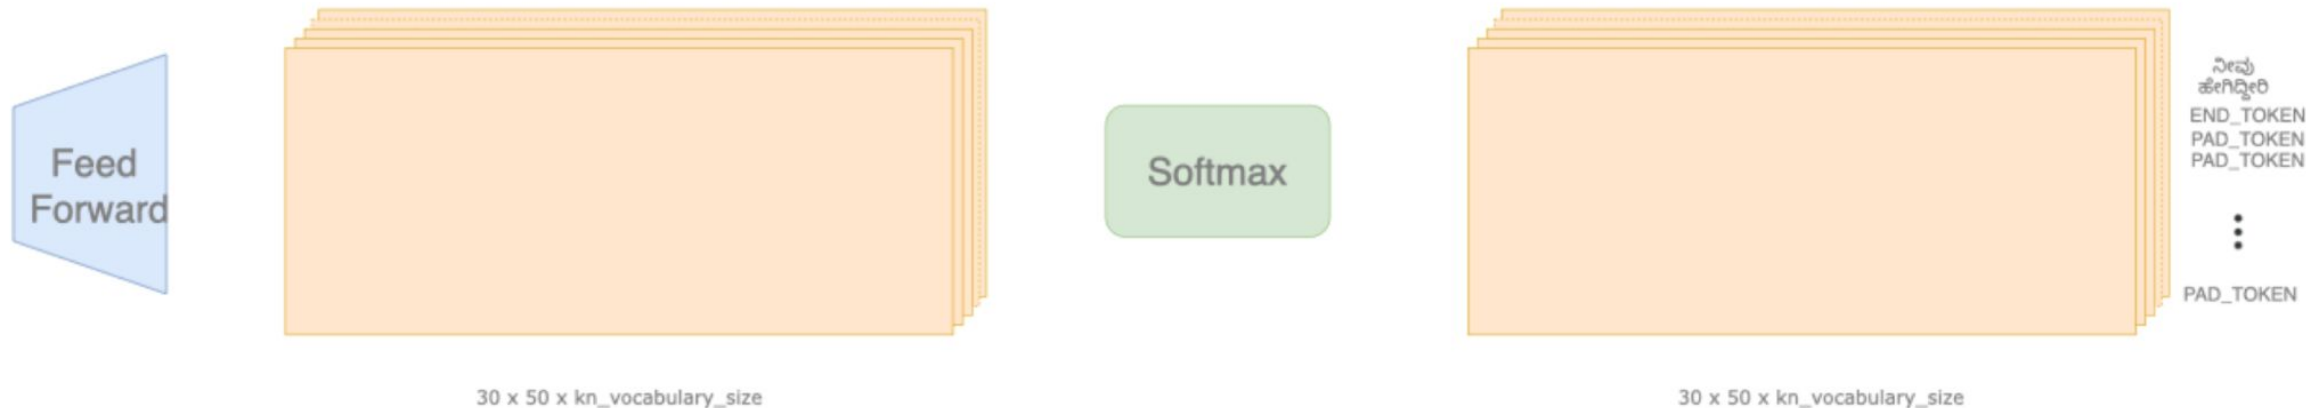 Feed
Forward
30 x 50 x kn_vocabulary_size
Softmax
30 x 50 x kn_vocabulary_size
ನೀವು
ಹೇಗಿದ್ದೀರಿ
END_TOKEN
PAD_TOKEN
PAD_TOKEN
PAD_TOKEN